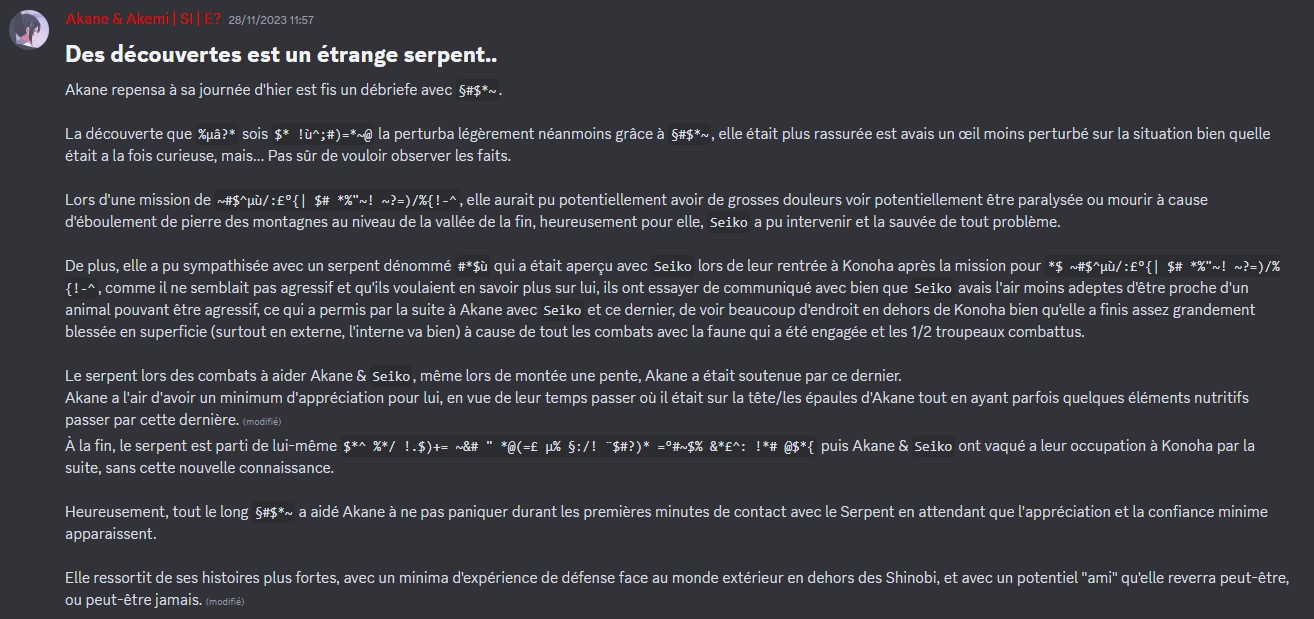 Akane & Akemi | SI | E? 28/11/2023 11:57
Des découvertes est un étrange serpent..
Akane repensa à sa journée d'hier est fis un débriefe avec §#$*~.
La découverte que %µâ?* sois $* !ù^;#)=*~@ la perturba légèrement néanmoins grâce à §#$*~, elle était plus rassurée est avais un œil moins perturbé sur la situation bien quelle
était a la fois curieuse, mais... Pas sûr de vouloir observer les faits.
Lors d'une mission de ~#$^µù/:£º{| $# *%"~! ~?=)/%{!-^, elle aurait pu potentiellement avoir de grosses douleurs voir potentiellement être paralysée ou mourir à cause
d'éboulement de pierre des montagnes au niveau de la vallée de la fin, heureusement pour elle, Seiko a pu intervenir et la sauvée de tout problème.
De plus, elle a pu sympathisée avec un serpent dénommé #*$ù qui a était aperçu avec Seiko lors de leur rentrée à Konoha après la mission pour *$ ~#$^µù/:£º{| $# *%"~! ~?=)/%
{!-^, comme il ne semblait pas agressif et qu'ils voulaient en savoir plus sur lui, ils ont essayer de communiqué avec bien que Seiko avais l'air moins adeptes d'être proche d'un
animal pouvant être agressif, ce qui a permis par la suite à Akane avec Seiko et ce dernier, de voir beaucoup d'endroit en dehors de Konoha bien qu'elle a finis assez grandement
blessée en superficie (surtout en externe, l'interne va bien) à cause de tout les combats avec la faune qui a été engagée et les 1/2 troupeaux combattus.
Le serpent lors des combats à aider Akane & Seiko, même lors de montée une pente, Akane a était soutenue par ce dernier.
Akane a l'air d'avoir un minimum d'appréciation pour lui, en vue de leur temps passer où il était sur la tête/les épaules d'Akane tout en ayant parfois quelques éléments nutritifs
passer par cette dernière. (modifié)
À la fin, le serpent est parti de lui-même $*^ %*/ !.$)+= ~&# " *@(=£ µ% §:/! ¨$#?)* =º#~$% &*£^: !*# @$*{ puis Akane & Seiko ont vaqué a leur occupation à Konoha par la
suite, sans cette nouvelle connaissance.
Heureusement, tout le long §#$*~ a aidé Akane à ne pas paniquer durant les premières minutes de contact avec le Serpent en attendant que l'appréciation et la confiance minime
apparaissent.
Elle ressortit de ses histoires plus fortes, avec un minima d'expérience de défense face au monde extérieur en dehors des Shinobi, et avec un potentiel "ami" qu'elle reverra peut-être,
ou peut-être jamais. (modifié)